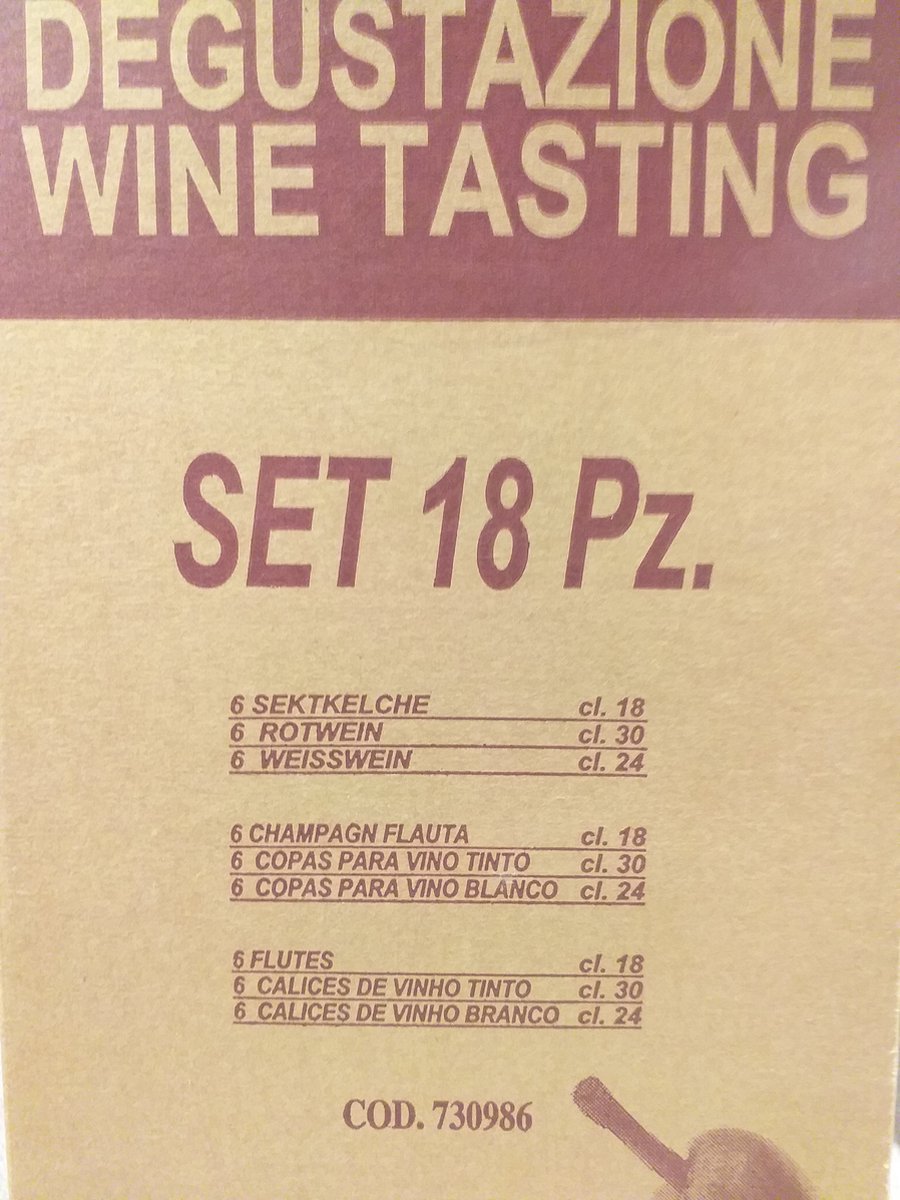 DEGUSTAZIONE
WINE TASTING
SET 18 Pz.
6 SEKTKELCHE cl. 18
6 ROTWEIN cl. 30
6 WEISSWEIN cl. 24
6 CHAMPAGN FLAUTA cl. 18
6 COPAS PARA VINO TINTO cl. 30
6 COPAS PARA VINO BLANCO cl. 24
6 FLUTES cl. 18
6 CALICES DE VINHO TINTO cl. 30
6 CALICES DE VINHO BRANCO cl. 24
COD. 730986